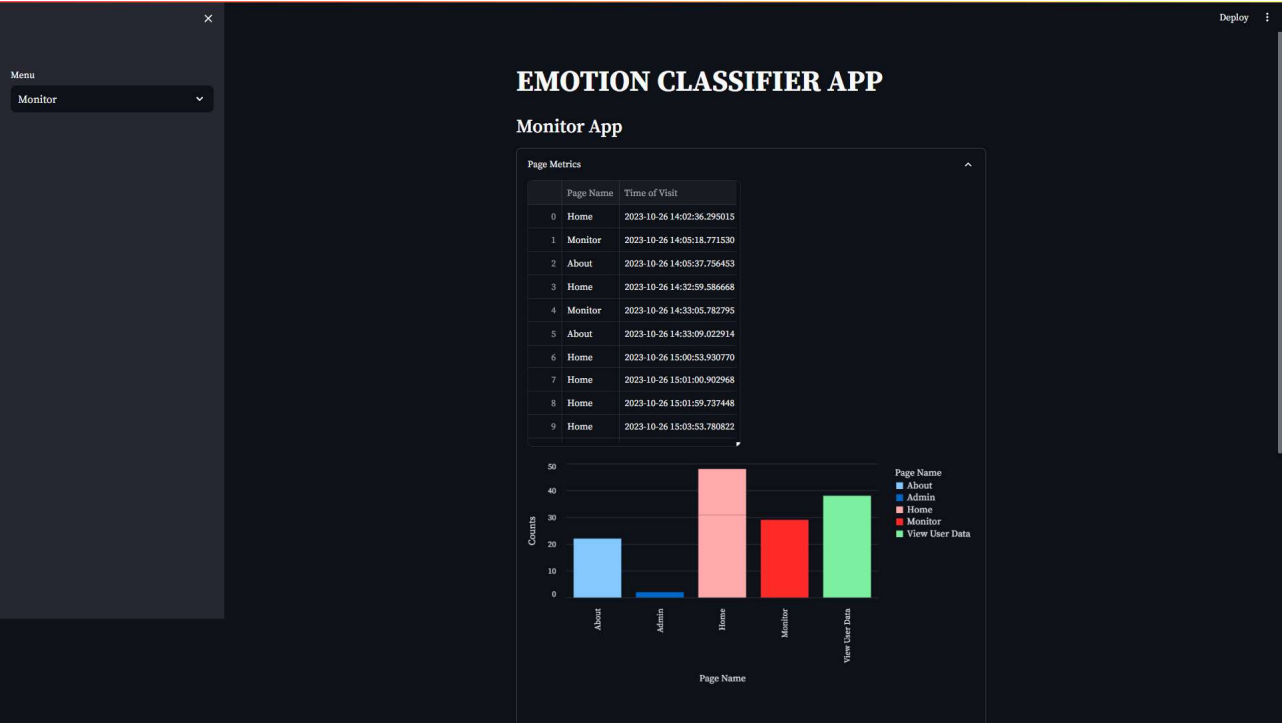 Deploy
Menu
Monitor
EMOTION CLASSIFIER APP
Monitor App
Page Metrics
Page Name Time of Visit
0 Home 2023-10-26 14:02:36.295015
1 Monitor 2023-10-26 14:05:18.771530
2 About 2023-10-26 14:05:37.756453
3 Home 2023-10-26 14:32:59.586668
4 Monitor 2023-10-26 14:33:05.782795
5 About 2023-10-26 14:33:09.022914
6 Home 2023-10-26 15:00:53.930770
7 Home 2023-10-26 15:01:00.902968
8 Home 2023-10-26 15:01:59.737448
9 Home 2023-10-26 15:03:53.780822
50
40
30
20
10
0
Counts
About
Admin
Home
Monitor
View User Data
Page Name
Page Name
About
Admin
Home
Monitor
View User Data